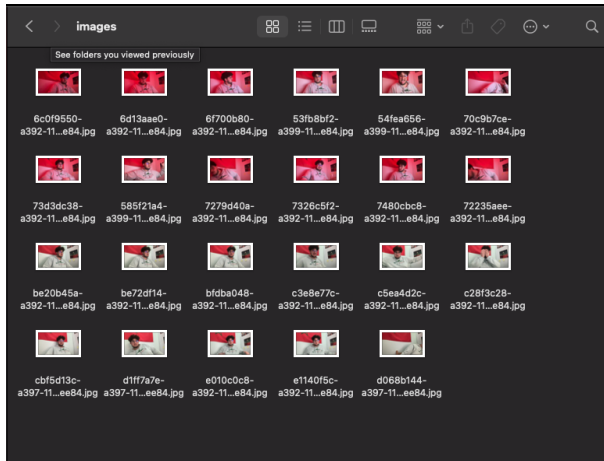 images
See folders you viewed previously
6c0f9550-
a392-11...e84.jpg
6d13aae0-
a392-11...e84.jpg
6f700b80-
a392-11...e84.jpg
53fb8bf2-
a399-11...e84.jpg
54fea656-
a399-11...e84.jpg
70c9b7ce-
a392-11...e84.jpg
73d3dc38-
a392-11...e84.jpg
585f21a4-
a399-11...e84.jpg
7279d40a-
a392-11...e84.jpg
7326c5f2-
a392-11...e84.jpg
7480cbc8-
a392-11...e84.jpg
72235aee-
a392-11...e84.jpg
be20b45a-
a392-11...e84.jpg
be72df14-
a392-11...e84.jpg
bfdba048-
a392-11...e84.jpg
c3e8e77c-
a392-11...e84.jpg
c5ea4d2c-
a392-11...e84.jpg
c28f3c28-
a392-11...e84.jpg
cbf5d13c-
a397-11...ee84.jpg
d1ff7a7e-
a397-11...ee84.jpg
e010c0c8-
a392-11...e84.jpg
e1140f5c-
a392-11...e84.jpg
d068b144-
a397-11...ee84.jpg